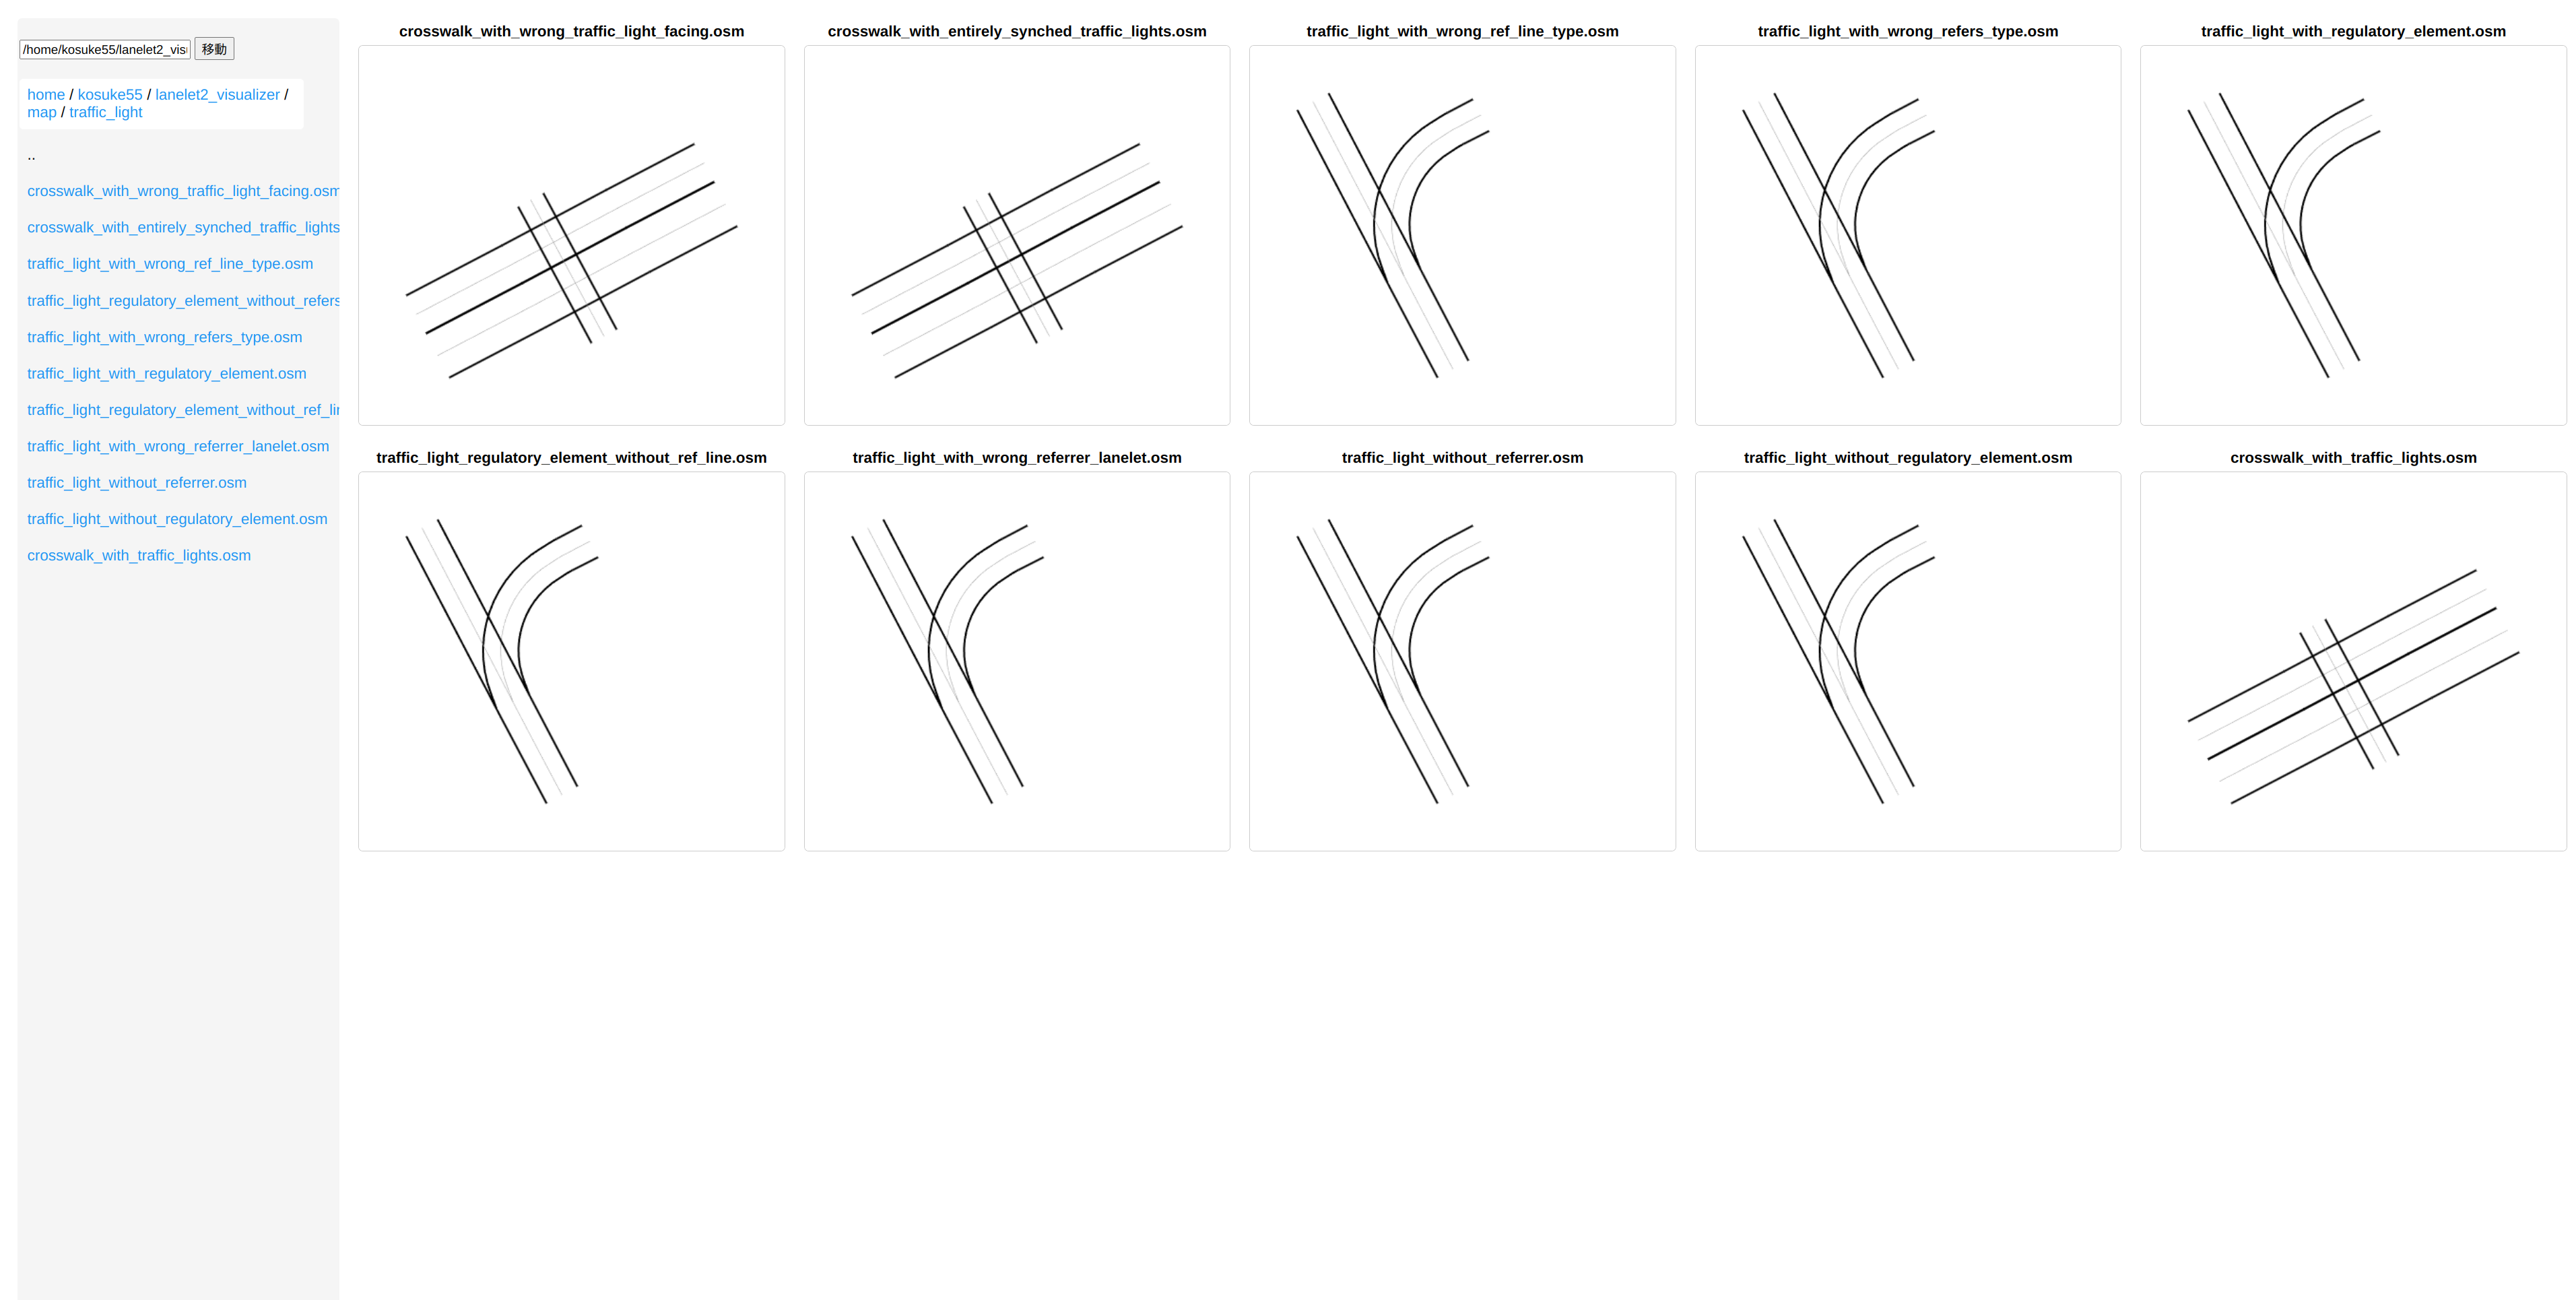 /home/kosuke55/lanelet2_vis
移動
home / kosuke55 / lanelet2_visualizer /
map / traffic_light
..
crosswalk_with_wrong_traffic_light_facing.osm
crosswalk_with_entirely_synched_traffic_lights
traffic_light_with_wrong_ref_line_type.osm
traffic_light_regulatory_element_without_refers
traffic_light_with_wrong_refers_type.osm
traffic_light_with_regulatory_element.osm
traffic_light_regulatory_element_without_ref_lin
traffic_light_with_wrong_referrer_lanelet.osm
traffic_light_without_referrer.osm
traffic_light_without_regulatory_element.osm
crosswalk_with_traffic_lights.osm
crosswalk_with_wrong_traffic_light_facing.osm
crosswalk_with_entirely_synched_traffic_lights.osm
traffic_light_with_wrong_ref_line_type.osm
traffic_light_with_wrong_refers_type.osm
traffic_light_with_regulatory_element.osm
traffic_light_regulatory_element_without_ref_line.osm
traffic_light_with_wrong_referrer_lanelet.osm
traffic_light_without_referrer.osm
traffic_light_without_regulatory_element.osm
crosswalk_with_traffic_lights.osm